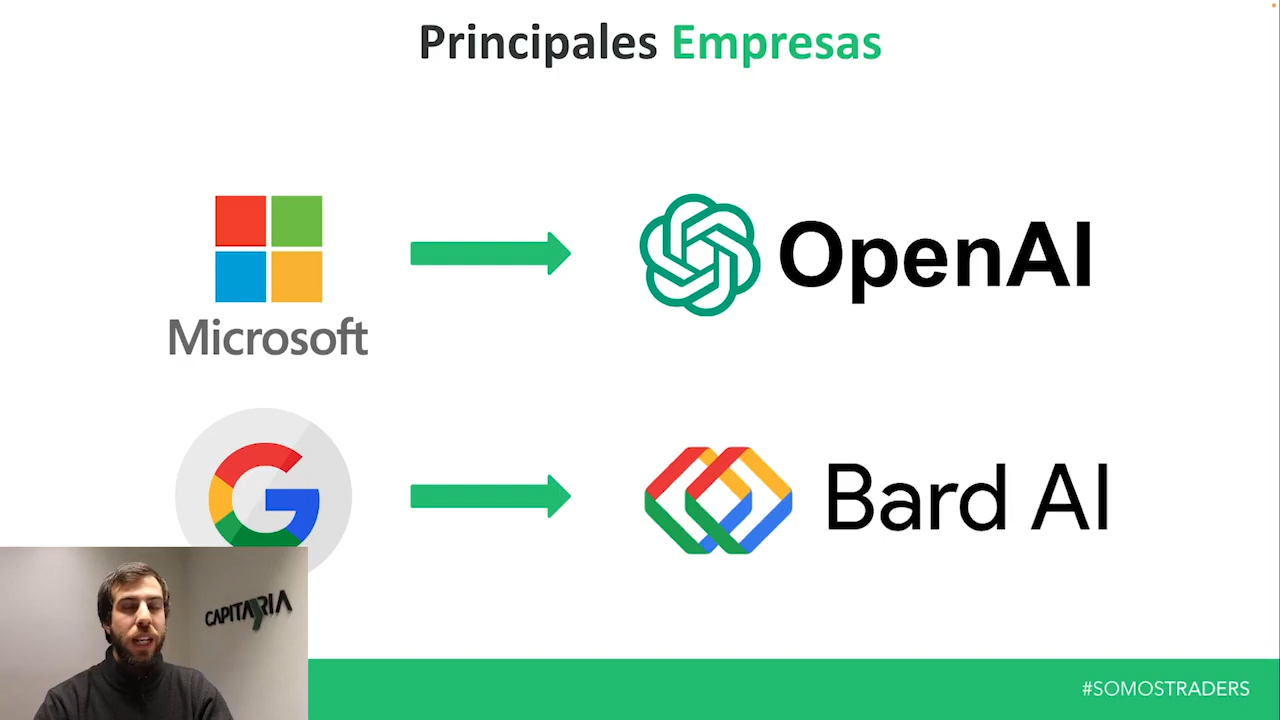 Principales Empresas
Microsoft
OpenAI
G
Bard AI
CAPITARIA
#SOMOSTRADERS